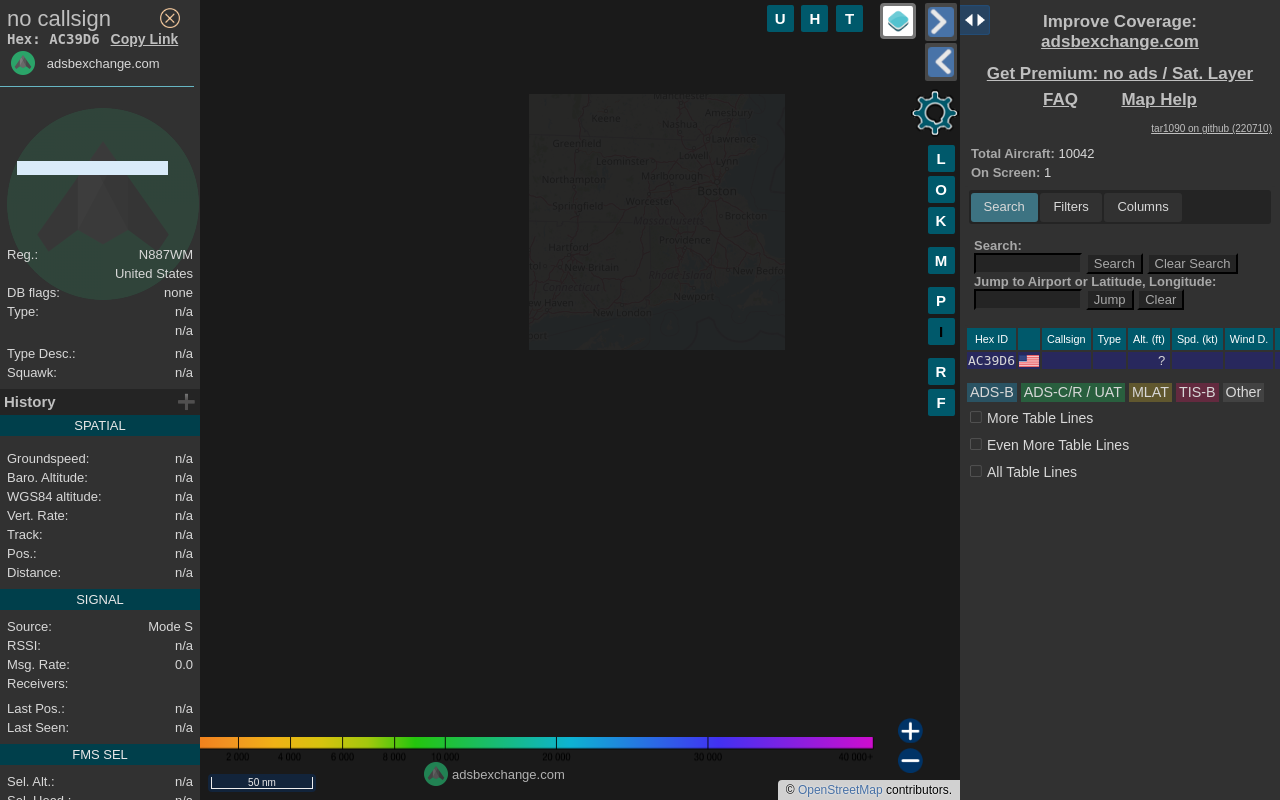 no callsign
Hex: AC39D6 Copy Link
adsbexchange.com
Reg.: N887WM
United States
DB flags: none
Type: n/a
n/a
Type Desc.: n/a
Squawk: n/a
History
SPATIAL
Groundspeed: n/a
Baro. Altitude: n/a
WGS84 altitude: n/a
Vert. Rate: n/a
Track: n/a
Pos.: n/a
Distance: n/a
SIGNAL
Source: Mode S
RSSI: n/a
Msg. Rate: 0.0
Receivers:
Last Pos.: n/a
Last Seen: n/a
FMS SEL
Sel. Alt.: n/a
Sel. Head.: n/a
U H T
L
O
K
M
P
I
R
F
Keene
Nashua
Amesbury
Greenfield
Lawrence
Leominster
Lowell
Lynn
Northampton
Marlborough
Boston
Springfield
Worcester
Massachusetts
Brockton
Providence
Hartford
New Britain
Rhode Island
New Bedfo
Connecticut
Newport
ew Haven
New London
2 000 4 000 6 000 8 000 10 000 20 000 30 000 40 000+
adsbexchange.com
50 nm
© OpenStreetMap contributors.
Improve Coverage:
adsbexchange.com
Get Premium: no ads / Sat. Layer
FAQ Map Help
tar1090 on github (220710)
Total Aircraft: 10042
On Screen: 1
Search Filters Columns
Search:
Search Clear Search
Jump to Airport or Latitude, Longitude:
Jump Clear
Hex ID Callsign Type Alt. (ft) Spd. (kt) Wind D.
AC39D6 ?
ADS-B ADS-C/R / UAT MLAT TIS-B Other
More Table Lines
Even More Table Lines
All Table Lines